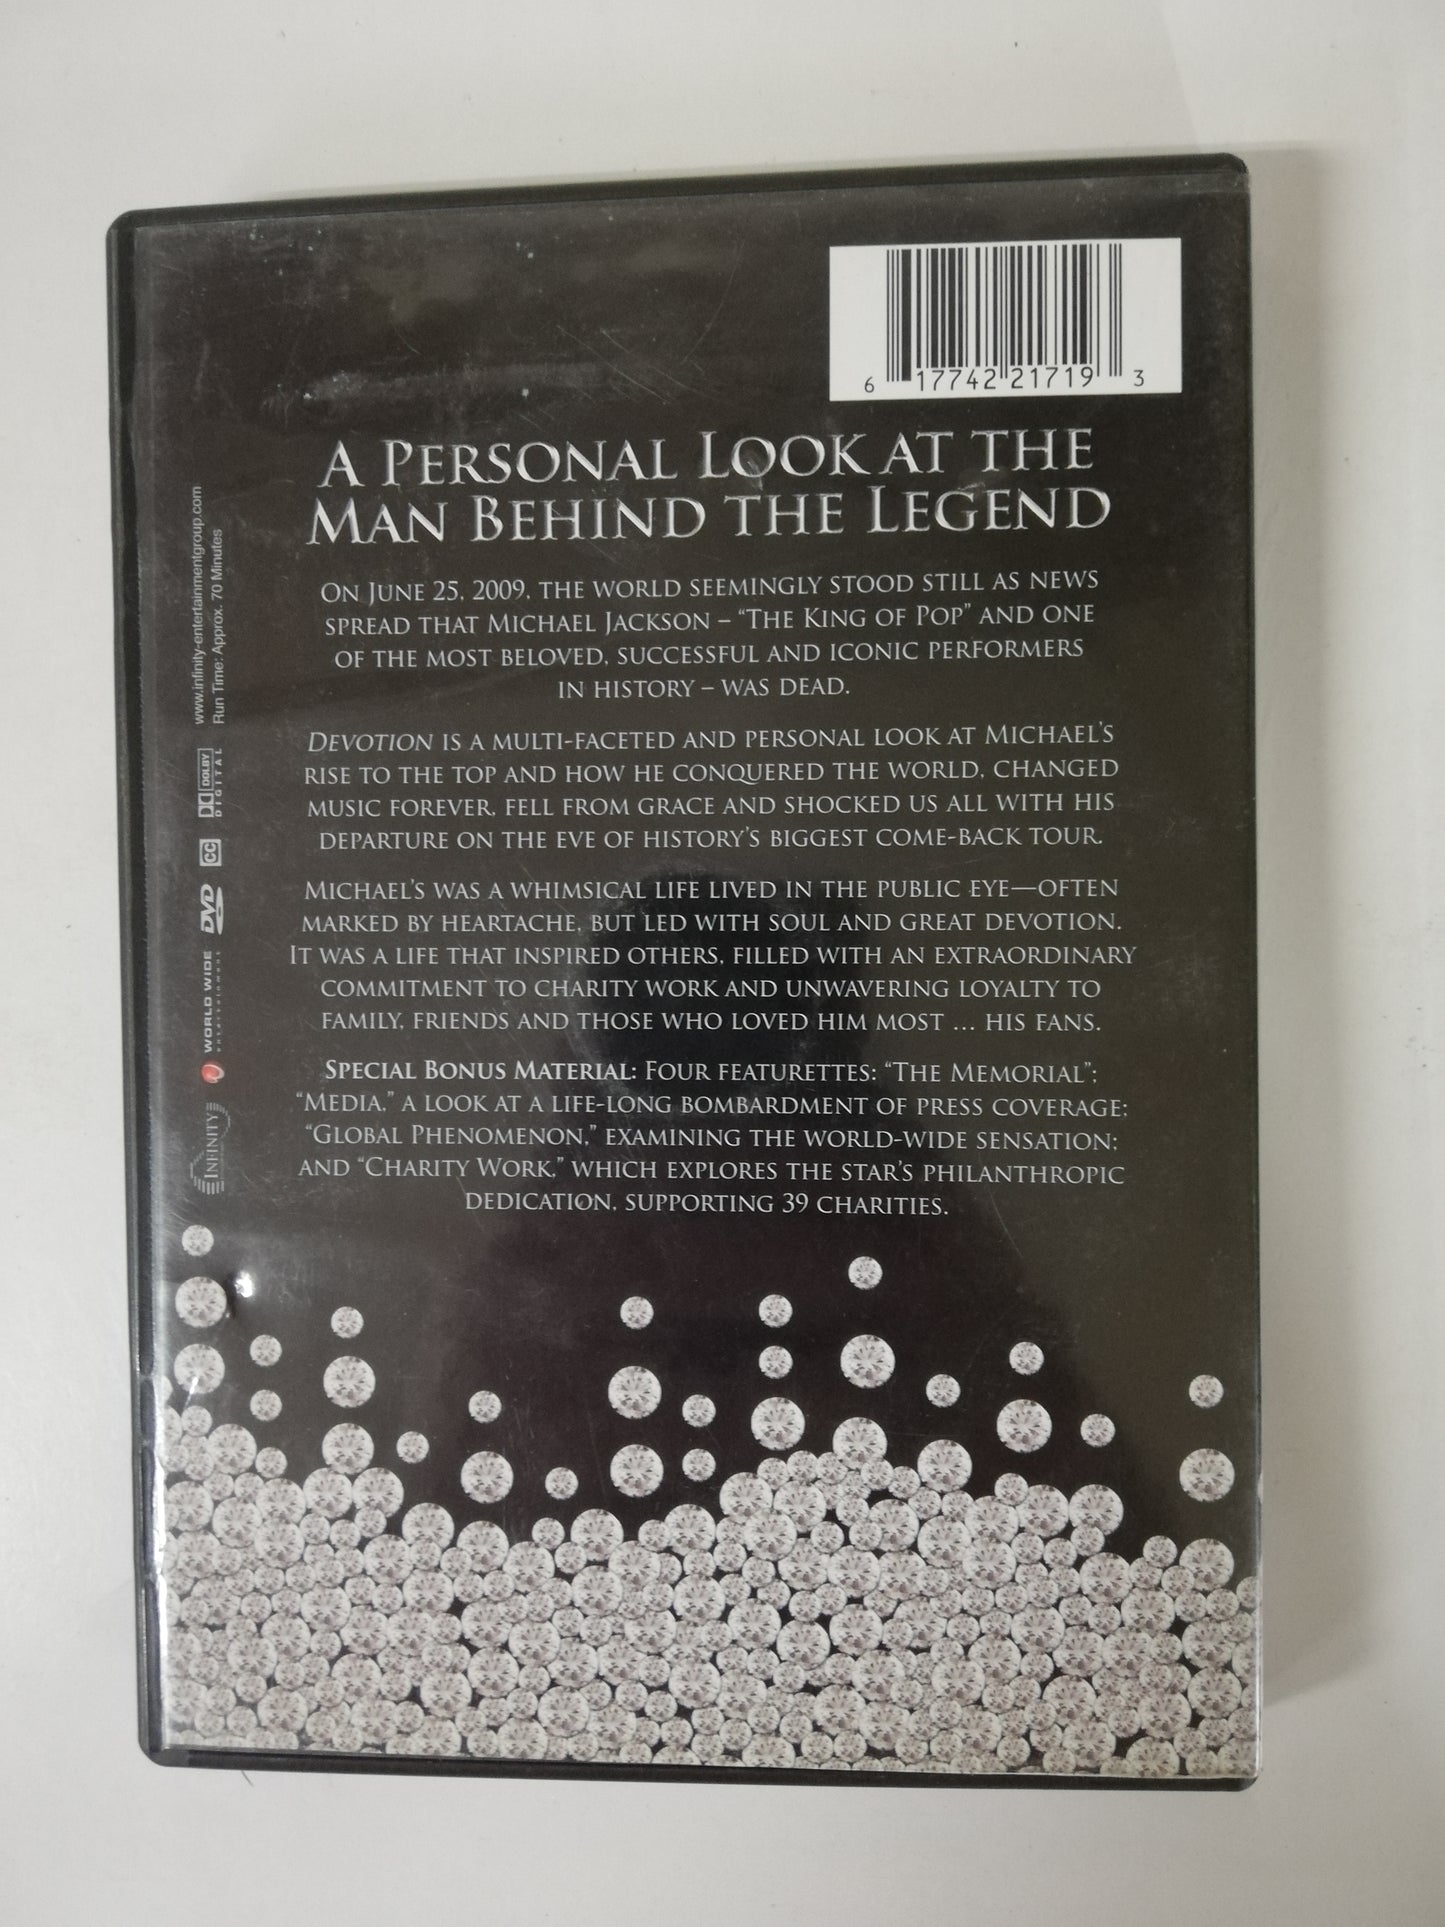 6 17742 21719 3
A PERSONAL LOOK AT THE
MAN BEHIND THE LEGEND
ON JUNE 25, 2009, THE WORLD SEEMINGLY STOOD STILL AS NEWS
SPREAD THAT MICHAEL JACKSON – “THE KING OF POP” AND ONE
OF THE MOST BELOVED, SUCCESSFUL AND ICONIC PERFORMERS
IN HISTORY – WAS DEAD.
DEVOTION IS A MULTI-FACETED AND PERSONAL LOOK AT MICHAEL’S
RISE TO THE TOP AND HOW HE CONQUERED THE WORLD, CHANGED
MUSIC FOREVER, FELL FROM GRACE AND SHOCKED US ALL WITH HIS
DEPARTURE ON THE EVE OF HISTORY’S BIGGEST COME-BACK TOUR.
MICHAEL’S WAS A WHIMSICAL LIFE LIVED IN THE PUBLIC EYE—OFTEN
MARKED BY HEARTACHE, BUT LED WITH SOUL AND GREAT DEVOTION.
IT WAS A LIFE THAT INSPIRED OTHERS, FILLED WITH AN EXTRAORDINARY
COMMITMENT TO CHARITY WORK AND UNWAVERING LOYALTY TO
FAMILY, FRIENDS AND THOSE WHO LOVED HIM MOST … HIS FANS.
SPECIAL BONUS MATERIAL: FOUR FEATURETTES: “THE MEMORIAL”;
“MEDIA,” A LOOK AT A LIFE-LONG BOMBARDMENT OF PRESS COVERAGE;
“GLOBAL PHENOMENON,” EXAMINING THE WORLD-WIDE SENSATION;
AND “CHARITY WORK,” WHICH EXPLORES THE STAR’S PHILANTHROPIC
DEDICATION, SUPPORTING 39 CHARITIES.
INFINITY
WORLD WIDE
entertainment
DVD
CC
DOLBY
DIGITAL
www.infinity-entertainmentgroup.com
Run Time: Approx. 70 Minutes